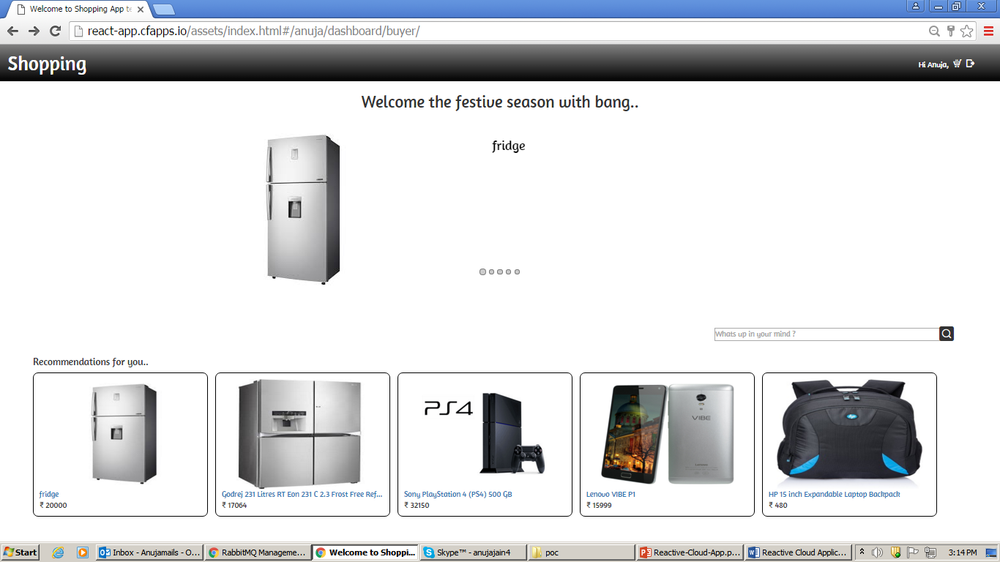 Welcome to Shopping App te
react-app.cfapps.io/assets/index.html#/anuja/dashboard/buyer/
Shopping
Hi Anuja,
Welcome the festive season with bang..
fridge
Whats up in your mind ?
Recommendations for you..
PS4
VIBE
hp
fridge
₹ 20000
Godrej 231 Litres RT Eon 231 C 2.3 Frost Free Ref...
₹ 17064
Sony PlayStation 4 (PS4) 500 GB
₹ 32150
Lenovo VIBE P1
₹ 15999
HP 15 inch Expandable Laptop Backpack
₹ 480
Start
Inbox - Anujamails - O...
RabbitMQ Manageme...
Welcome to Shoppi...
Skype™ - anujajain4
poc
Reactive-Cloud-App.p...
Reactive Cloud Applic...
3:14 PM